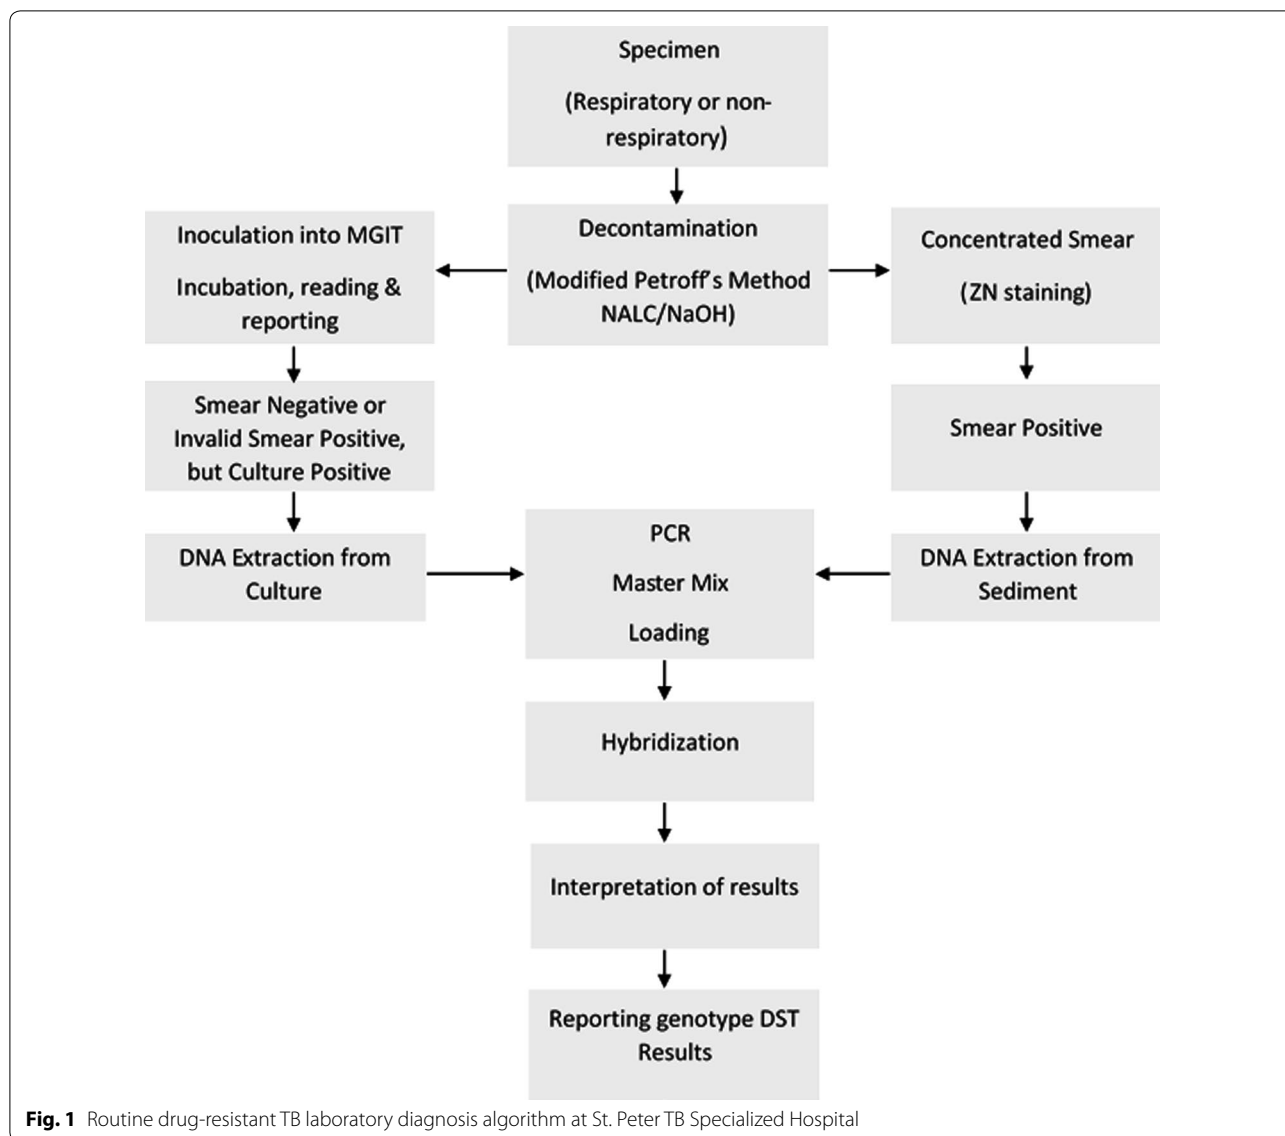 Specimen
(Respiratory or non-
respiratory)
Decontamination
(Modified Petroff's Method
NALC/NaOH)
Inoculation into MGIT
Incubation, reading &
reporting
Concentrated Smear
(ZN staining)
Smear Negative or
Invalid Smear Positive,
but Culture Positive
Smear Positive
DNA Extraction from
Culture
PCR
Master Mix
Loading
DNA Extraction from
Sediment
Hybridization
Interpretation of results
Reporting genotype DST
Results
Fig. 1 Routine drug-resistant TB laboratory diagnosis algorithm at St. Peter TB Specialized Hospital